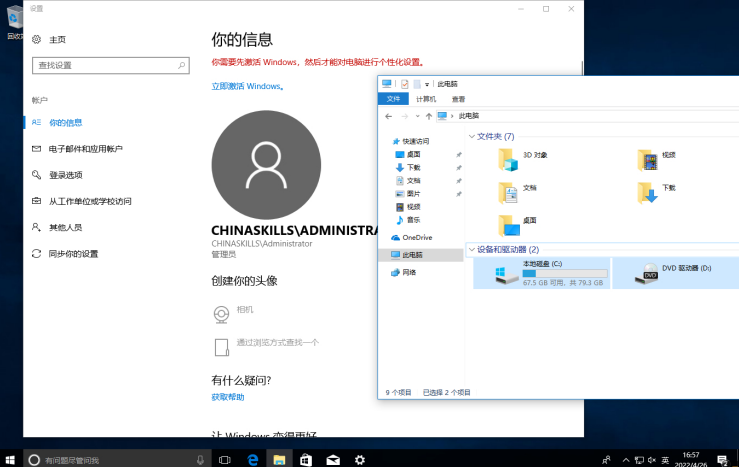 设置
主页
查找设置
帐户
你的信息
电子邮件和应用帐户
登录选项
从工作单位或学校访问
其他人员
同步你的设置
你的信息
你需要先激活 Windows，然后才能对电脑进行个性化设置。
立即激活 Windows。
CHINASKILLS\ADMINISTRA
CHINASKILLS\Administrator
管理员
创建你的头像
相机
通过浏览方式查找一个
有什么疑问?
获取帮助
让 Windows 变得更好
此电脑
文件
计算机
查看
此电脑
快速访问
桌面
下载
文档
图片
视频
音乐
OneDrive
此电脑
网络
文件夹 (7)
3D 对象
视频
文档
下载
桌面
设备和驱动器 (2)
本地磁盘 (C:)
67.5 GB 可用，共 79.3 GB
DVD 驱动器 (D:)
DVD
9 个项目 已选择 2 个项目
有问题尽管问我
英
16:57
2022/4/26